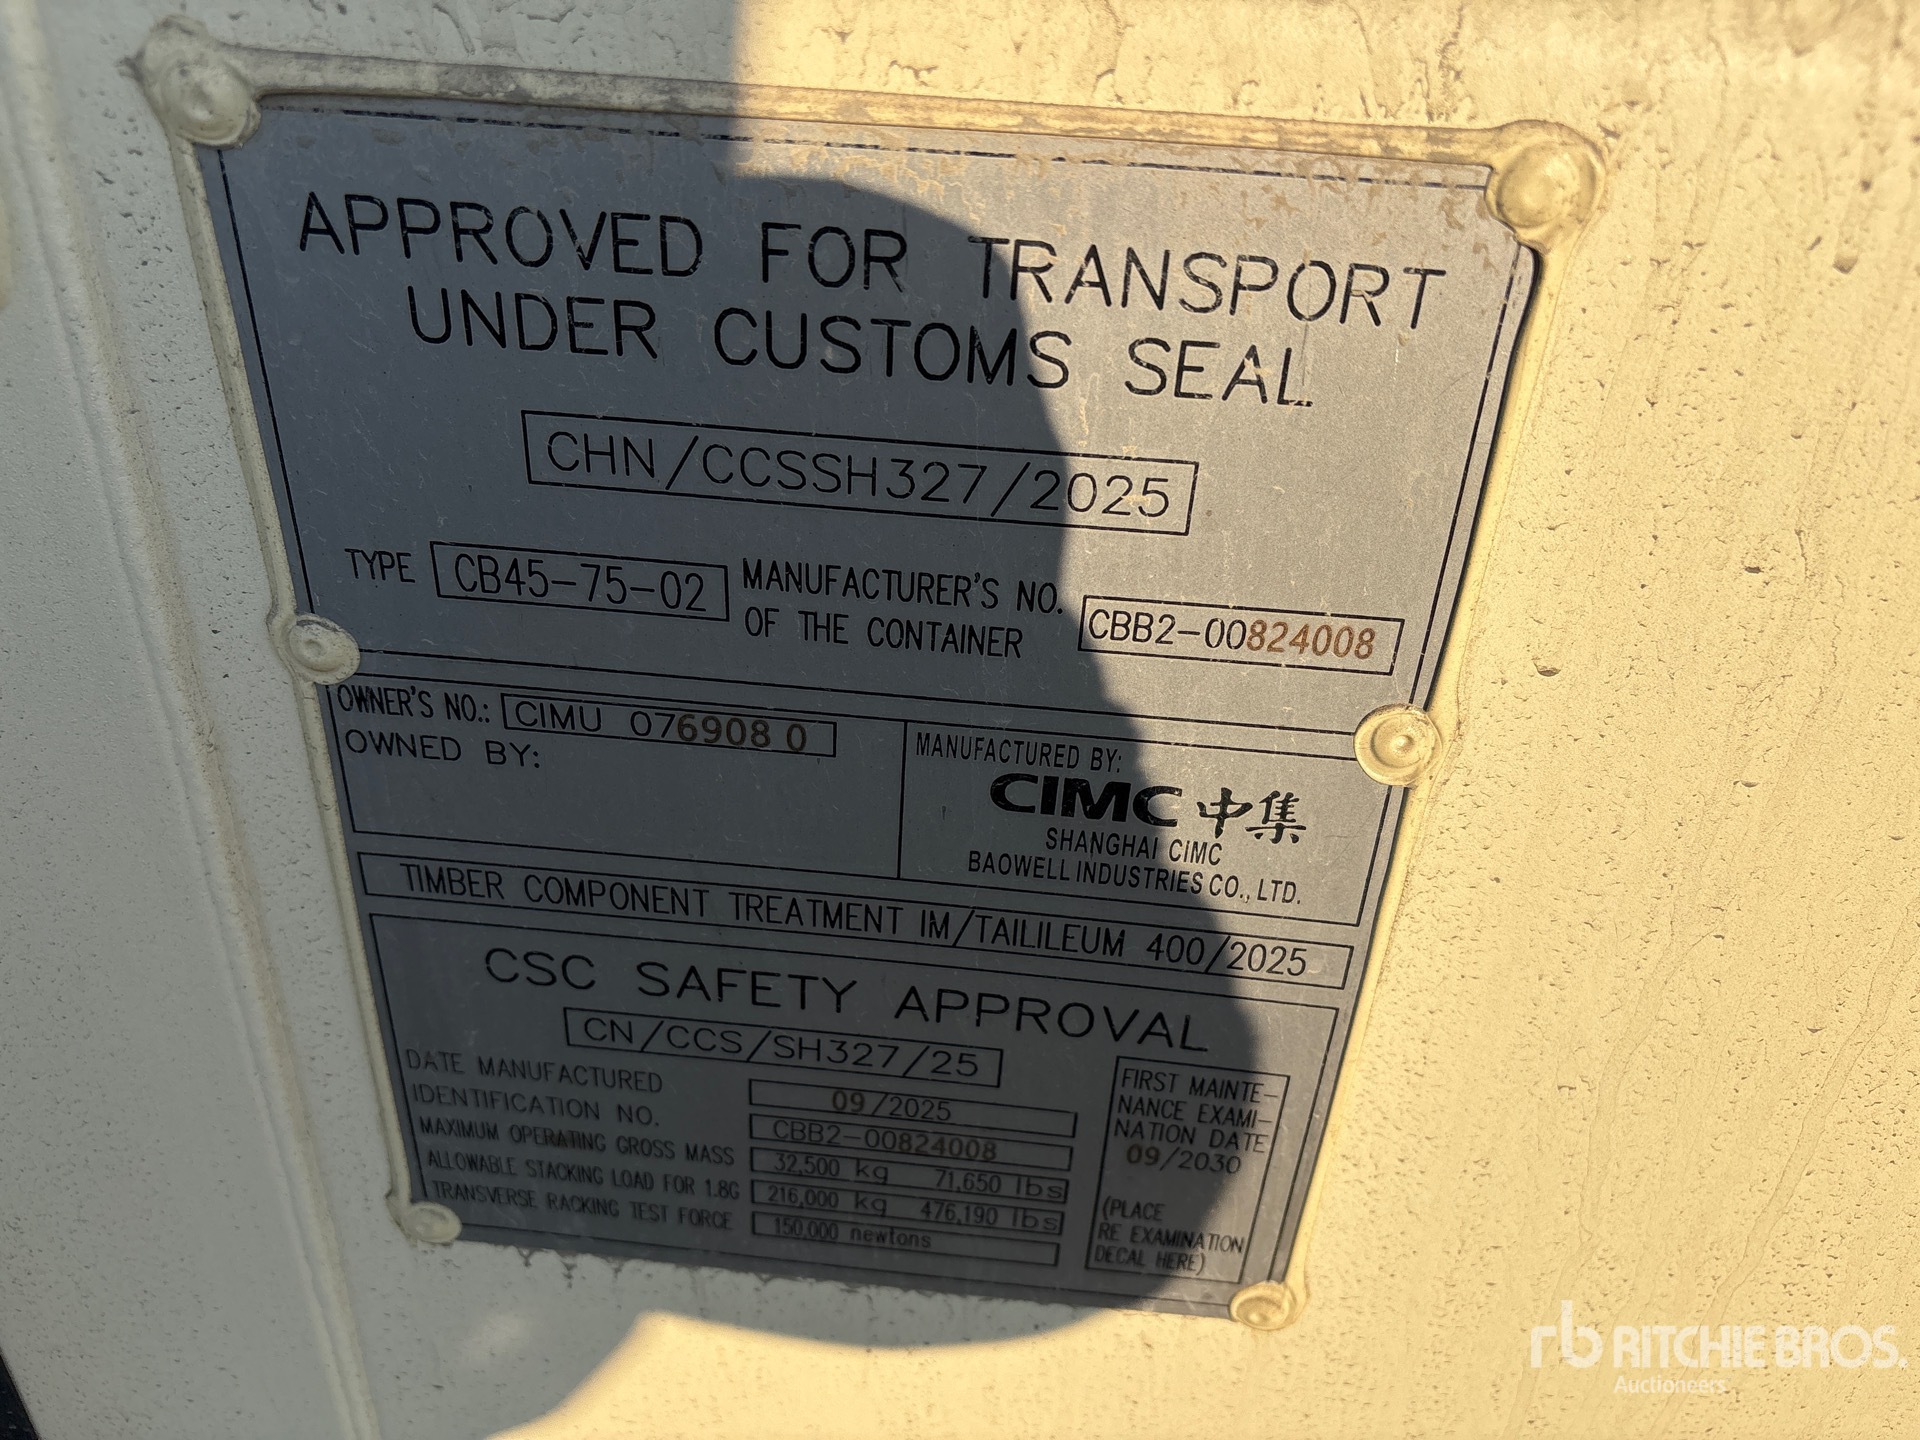 APPROVED FOR TRANSPORT
UNDER CUSTOMS SEAL
CHN/CCSSH327/2025
TYPE CB45-75-02 MANUFACTURER'S NO.
OF THE CONTAINER CBB2-00824008
OWNER'S NO.: CIMU 076908 0
OWNED BY:
MANUFACTURED BY:
CIMC 中集
SHANGHAI CIMC
BAOWELL INDUSTRIES CO., LTD.
TIMBER COMPONENT TREATMENT IM/TAILILEUM 400/2025
CSC SAFETY APPROVAL
CN/CCS/SH327/25
DATE MANUFACTURED 09/2025
IDENTIFICATION NO. CBB2-00824008
MAXIMUM OPERATING GROSS MASS 32,500 kg 71,650 lbs
ALLOWABLE STACKING LOAD FOR 1.8G 216,000 kg 476,190 lbs
TRANSVERSE RACKING TEST FORCE 150,000 newtons
FIRST MAINTE-
NANCE EXAMI-
NATION DATE
09/2030
(PLACE
RE EXAMINATION
DECAL HERE)
rb RITCHIE BROS.
Auctioneers